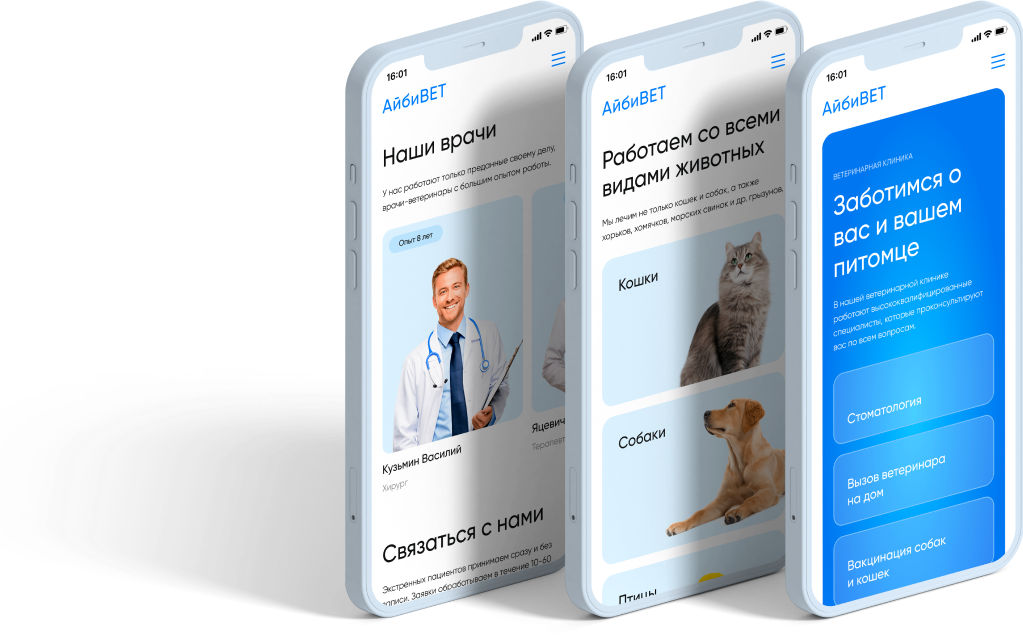 16:01
АйбиВЕТ
Наши врачи
У нас работают только преданные своему делу,
врачи-ветеринары с большим опытом работы.
Опыт 8 лет
Кузьмин Василий
Хирург
Яцевич
Терапевт
Связаться с нами
Экстренных пациентов принимаем сразу и без
записи. Заявки обрабатываем в течение 10-60
16:01
АйбиВЕТ
Работаем со всеми
видами животных
Мы лечим не только кошек и собак, а также
хорьков, хомячков, морских свинок и др. грызунов.
Кошки
Собаки
Птицы
16:01
АйбиВЕТ
ВЕТЕРИНАРНАЯ КЛИНИКА
Заботимся о
вас и вашем
питомце
В нашей ветеринарной клинике
работают высококвалифицированные
специалисты, которые проконсультируют
вас по всем вопросам.
Стоматология
Вызов ветеринара
на дом
Вакцинация собак
и кошек